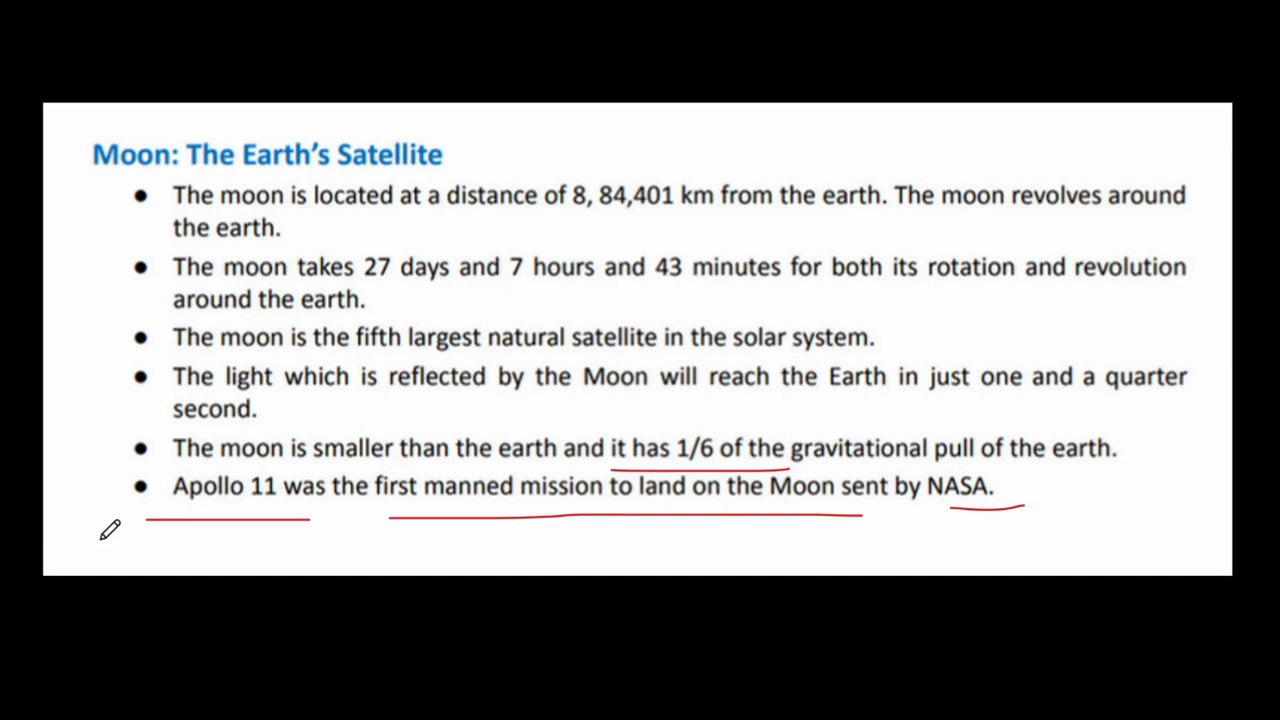 Moon: The Earth's Satellite
● The moon is located at a distance of 8, 84,401 km from the earth. The moon revolves around
the earth.
● The moon takes 27 days and 7 hours and 43 minutes for both its rotation and revolution
around the earth.
● The moon is the fifth largest natural satellite in the solar system.
● The light which is reflected by the Moon will reach the Earth in just one and a quarter
second.
● The moon is smaller than the earth and it has 1/6 of the gravitational pull of the earth.
● Apollo 11 was the first manned mission to land on the Moon sent by NASA.